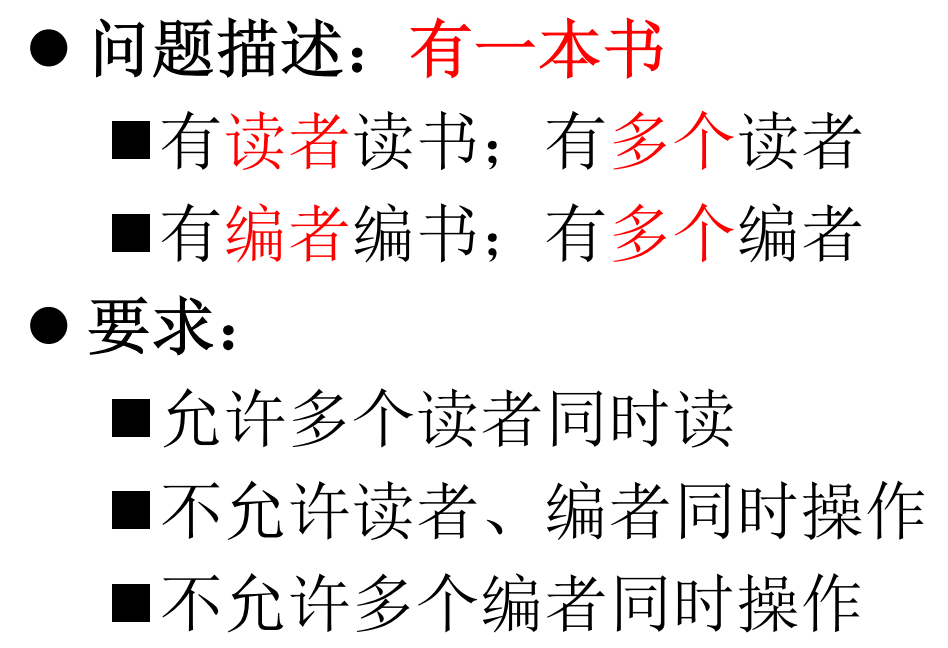 ● 问题描述：有一本书
■有读者读书；有多个读者
■有编者编书；有多个编者
● 要求：
■允许多个读者同时读
■不允许读者、编者同时操作
■不允许多个编者同时操作